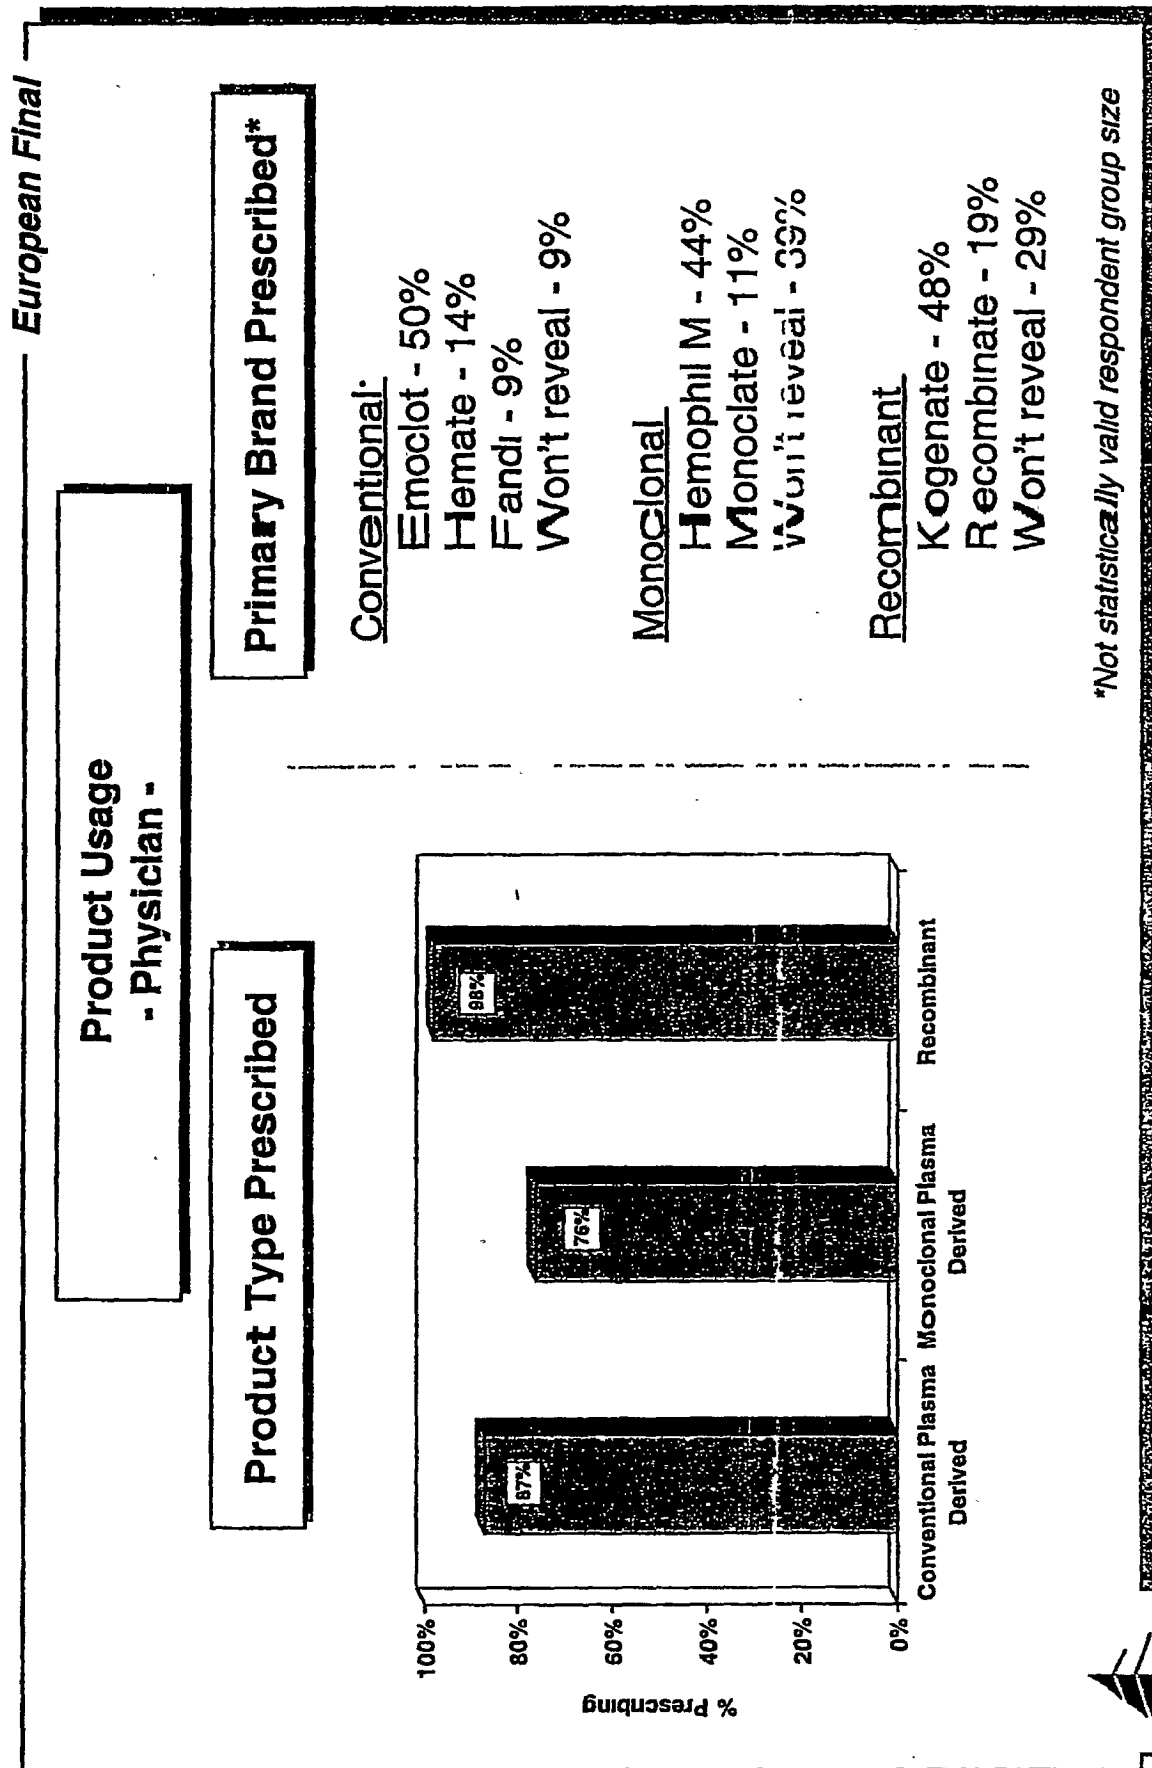 European Final
Product Usage
- Physician -
Product Type Prescribed
100%
80%
60%
40%
20%
0%
% Prescribing
87%
76%
98%
Conventional Plasma
Derived
Monoclonal Plasma
Derived
Recombinant
Primary Brand Prescribed*
Conventional:
Emoclot - 50%
Hemate - 14%
Fandi - 9%
Won't reveal - 9%
Monoclonal
Hemophil M - 44%
Monoclate - 11%
Won't reveal - 39%
Recombinant
Kogenate - 48%
Recombinate - 19%
Won't reveal - 29%
*Not statistically valid respondent group size